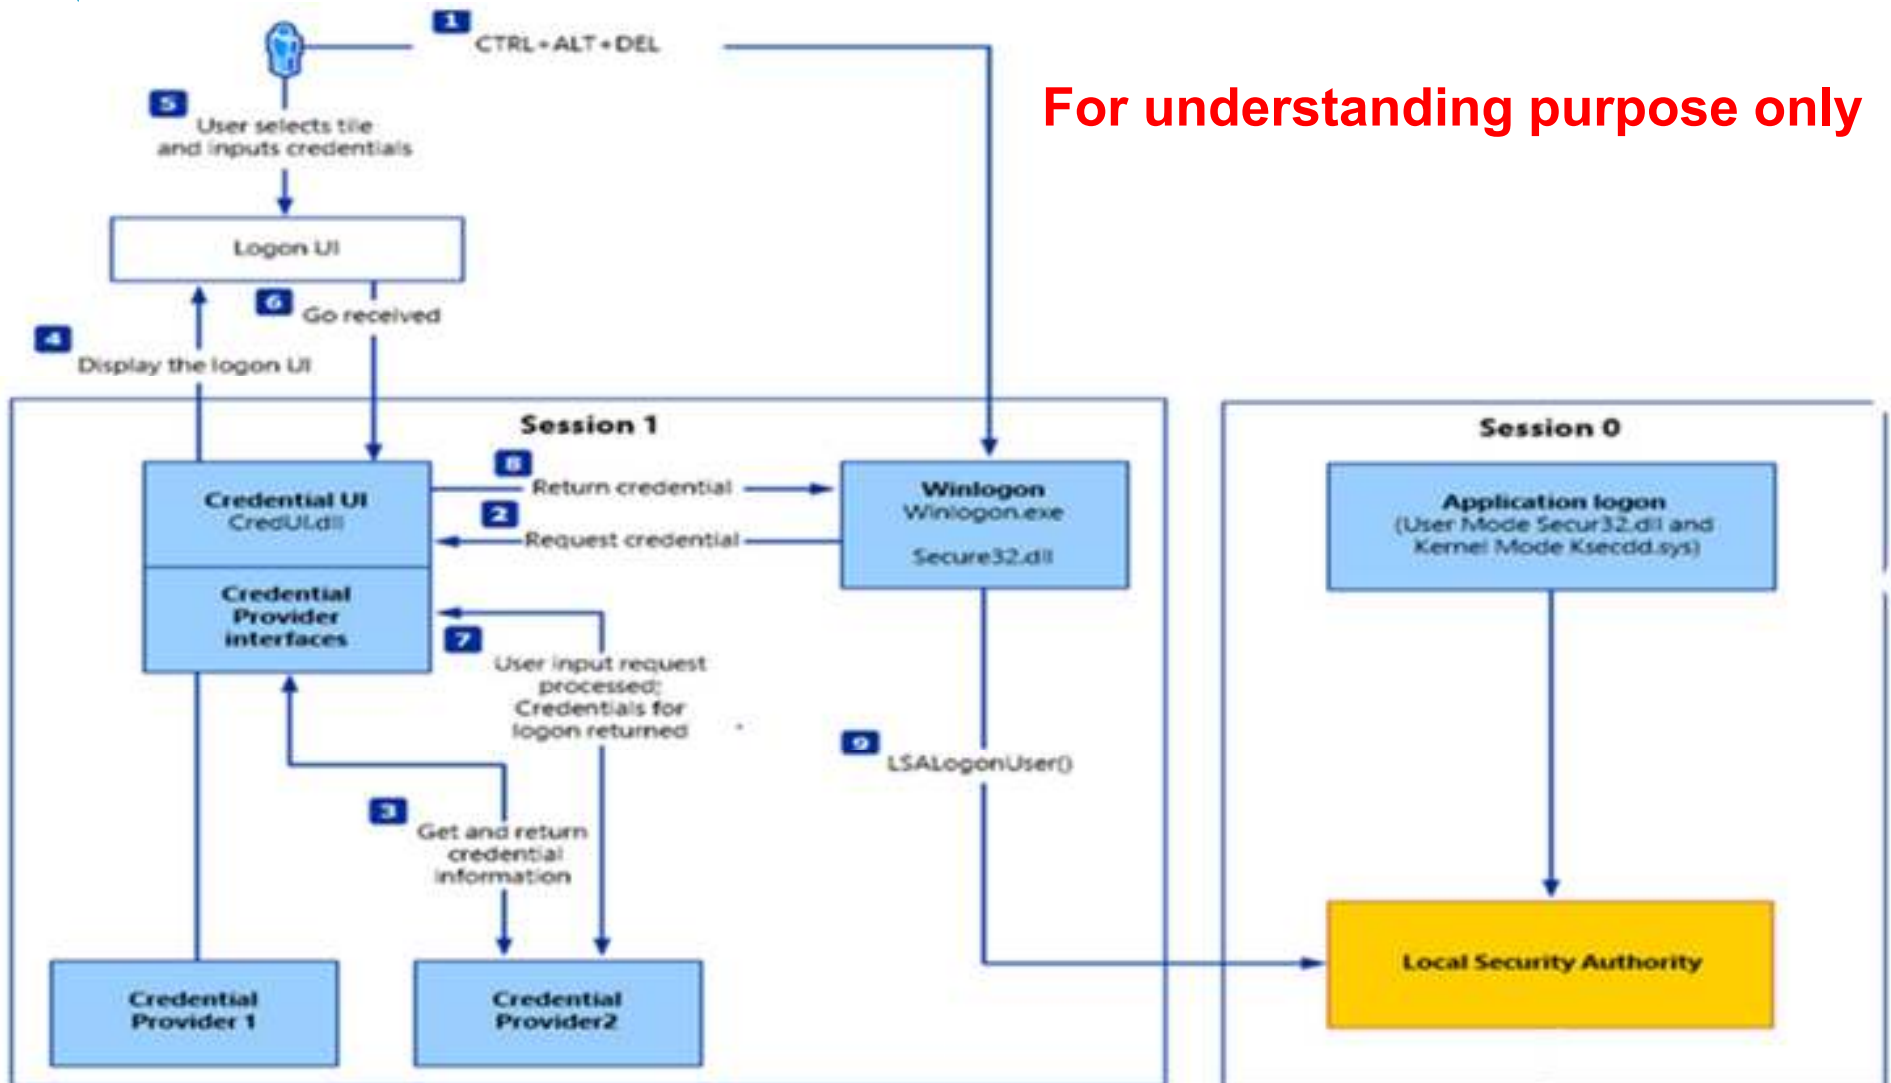 1
CTRL+ALT+DEL
For understanding purpose only
5
User selects tile
and inputs credentials
Logon UI
6
Go received
4
Display the logon UI
Session 1
Session 0
8
Return credential
2
Request credential
Credential UI
CredUI.dll
Winlogon
Winlogon.exe
Secure32.dll
Application logon
(User Mode Secur32.dll and
Kernel Mode Ksecdd.sys)
Credential
Provider
interfaces
7
User input request
processed;
Credentials for
logon returned
9
LSALogonUser()
3
Get and return
credential
information
Local Security Authority
Credential
Provider 1
Credential
Provider2